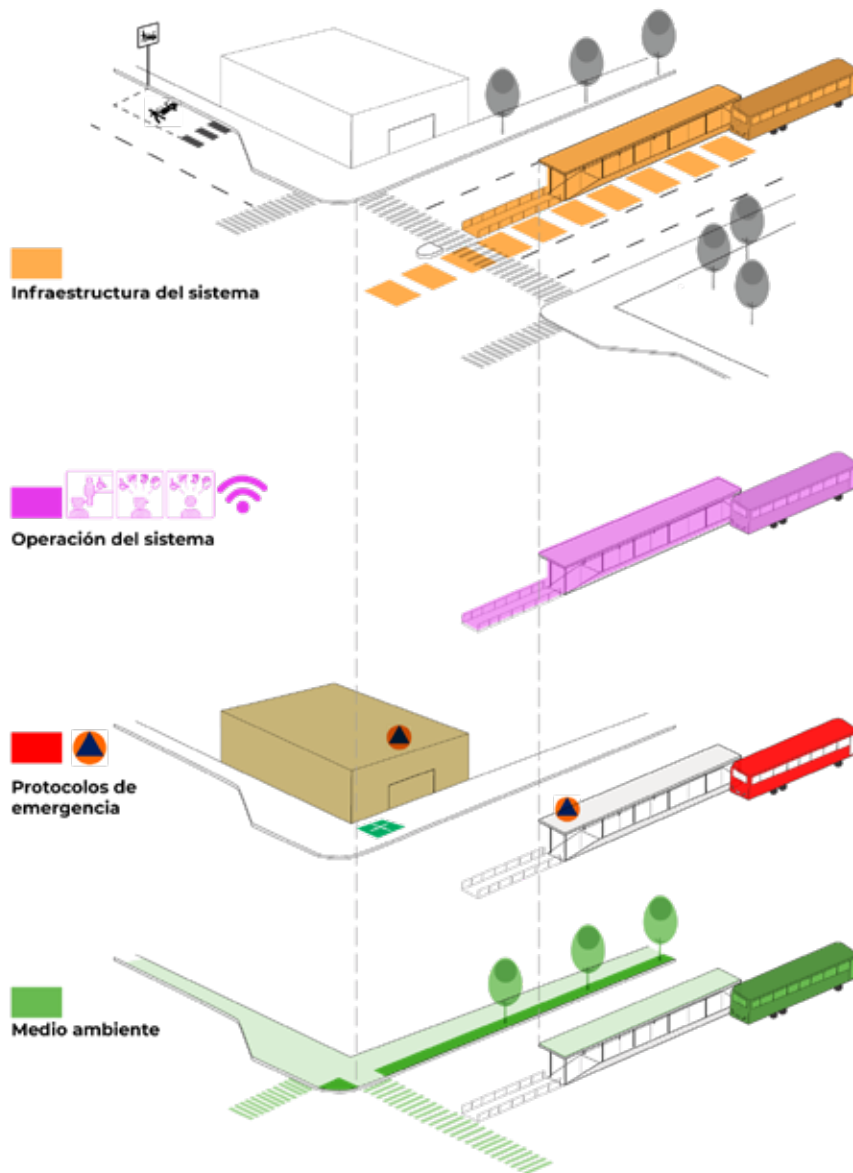 Infraestructura del sistema
Operación del sistema
Protocolos de
emergencia
Medio ambiente